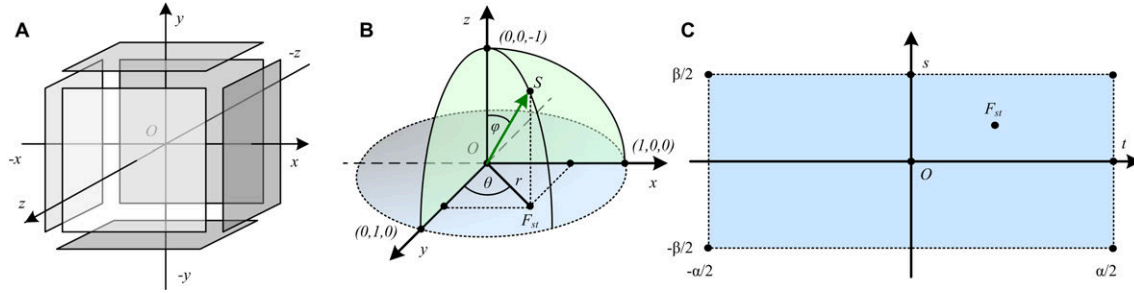 A
y
-z
O
-x
x
z
-y
B
z
(0,0,-1)
S
φ
O
(1,0,0)
θ
r
x
F_st
(0,1,0)
y
C
β/2
s
F_st
t
O
-β/2
-α/2
α/2